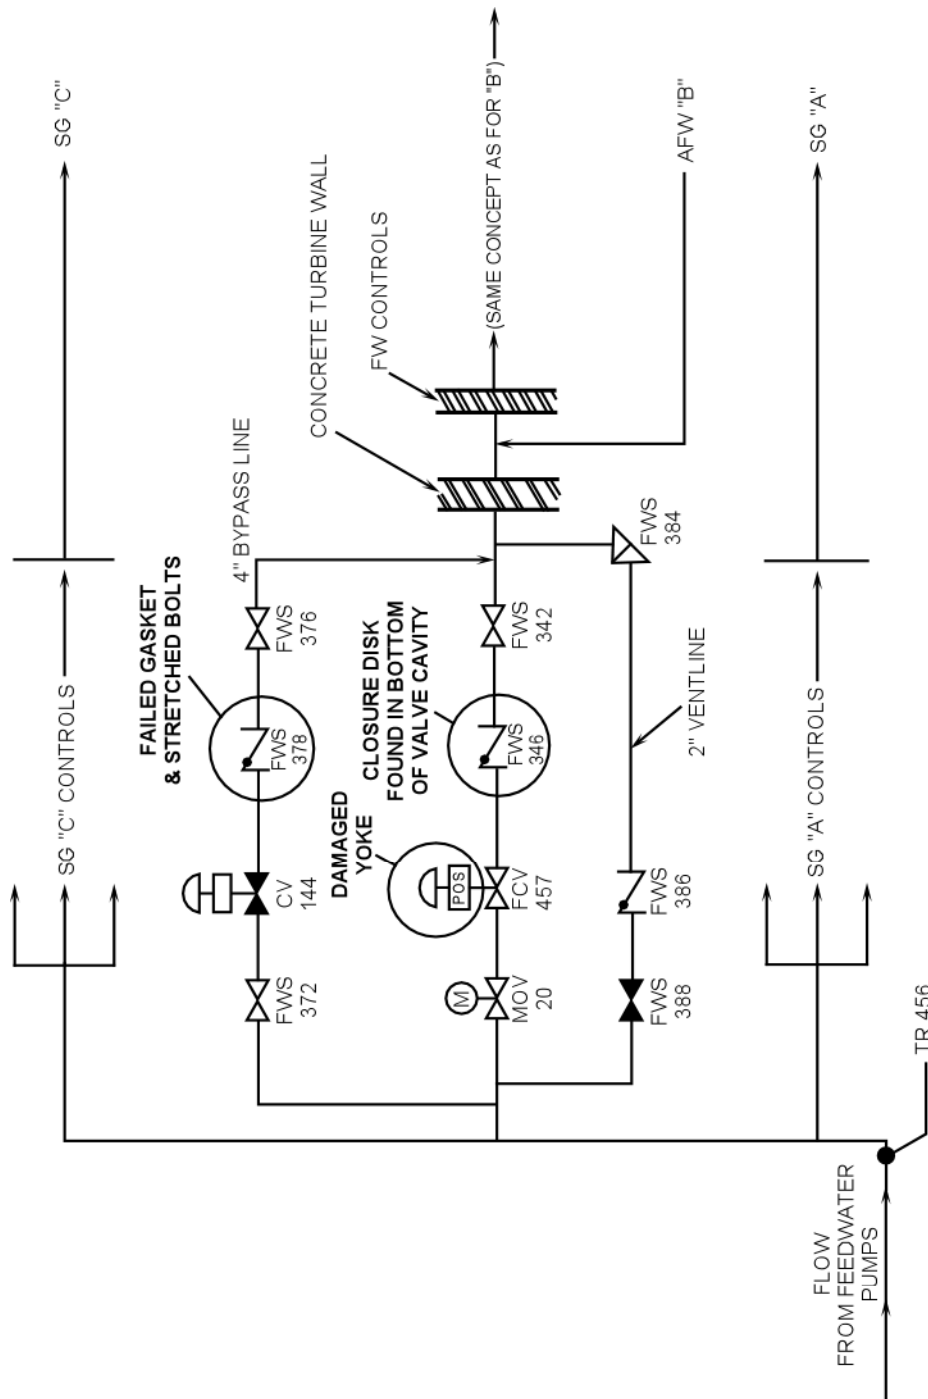 SG "C"
SG "C" CONTROLS
4" BYPASS LINE
FAILED GASKET
& STRETCHED BOLTS
FWS
372
CV
144
FWS
378
FWS
376
CONCRETE TURBINE WALL
FW CONTROLS
DAMAGED
YOKE
CLOSURE DISK
FOUND IN BOTTOM
OF VALVE CAVITY
M
MOV
20
POS
FCV
457
FWS
346
FWS
342
(SAME CONCEPT AS FOR "B")
AFW "B"
FWS
388
FWS
386
2" VENTLINE
FWS
384
SG "A" CONTROLS
SG "A"
FLOW
FROM FEEDWATER
PUMPS
TR 456